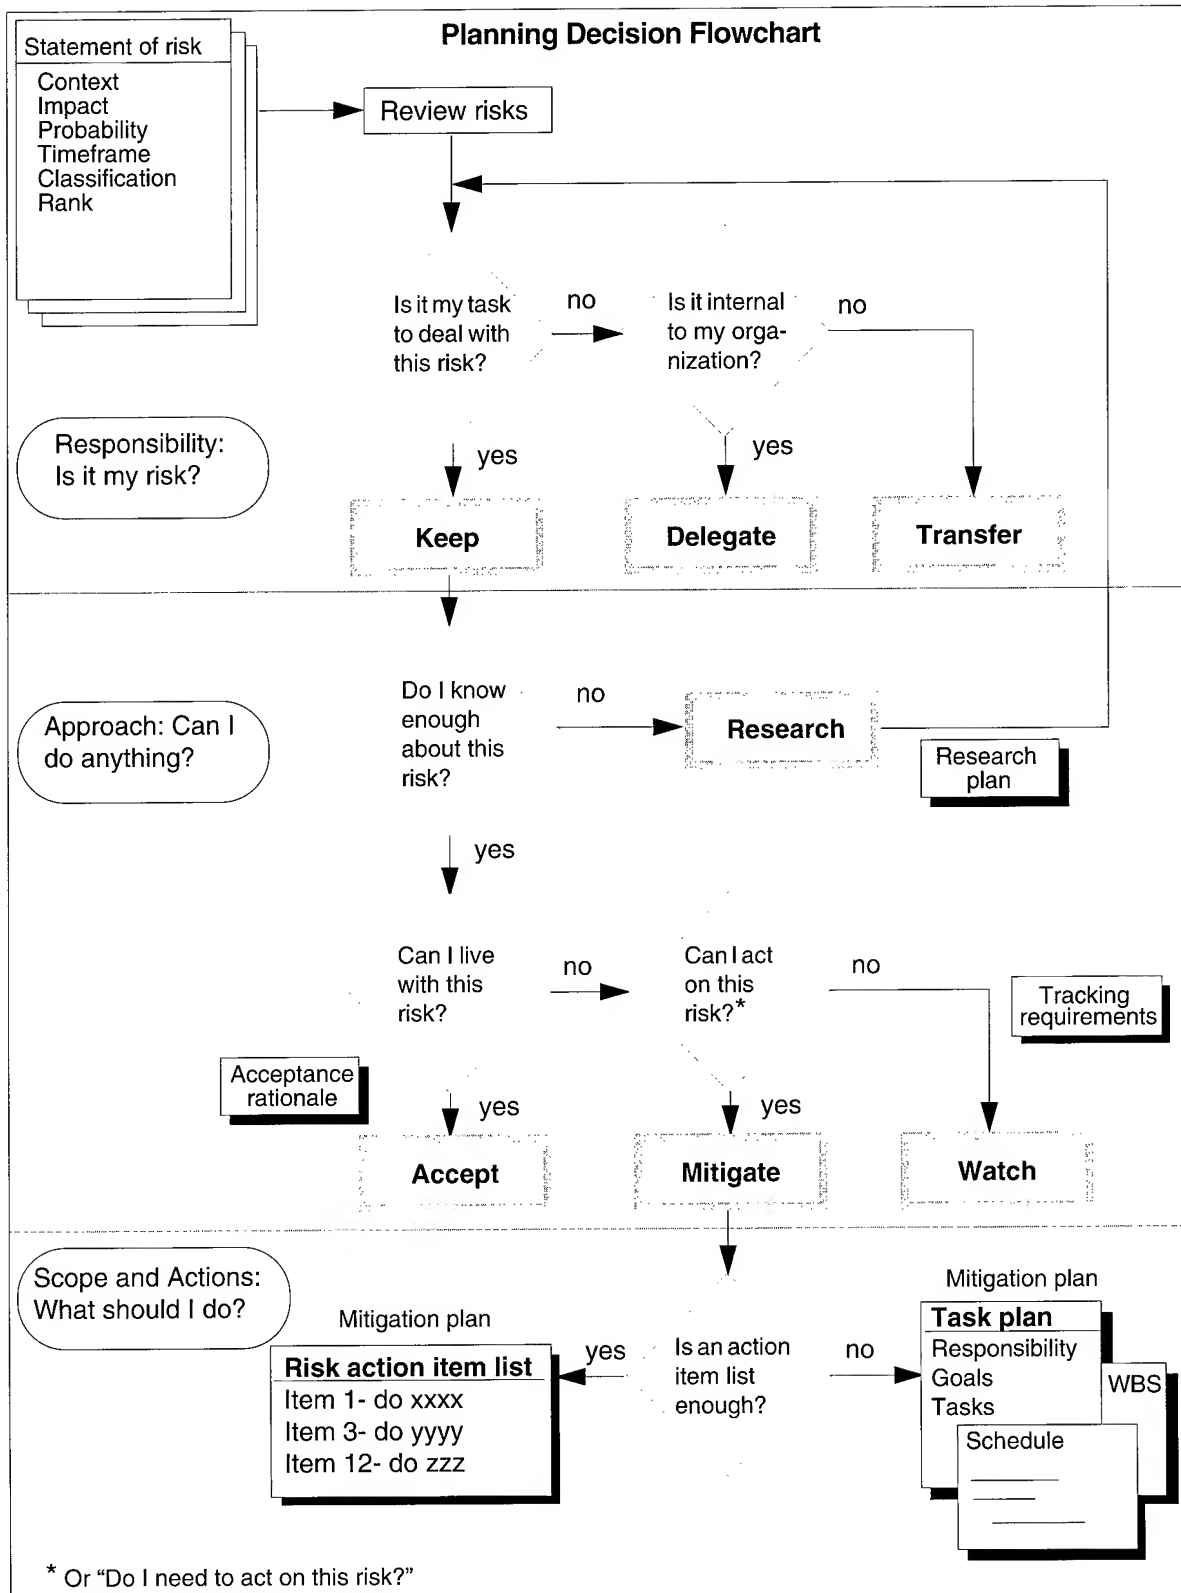 Planning Decision Flowchart
Statement of risk
Context
Impact
Probability
Timeframe
Classification
Rank
Review risks
Is it my task
to deal with
this risk?
no
Is it internal
to my orga-
nization?
no
Responsibility:
Is it my risk?
yes
yes
Keep
Delegate
Transfer
Approach: Can I
do anything?
Do I know
enough
about this
risk?
no
Research
Research
plan
yes
Can I live
with this
risk?
no
Can I act
on this
risk?*
no
Tracking
requirements
Acceptance
rationale
yes
yes
Accept
Mitigate
Watch
Scope and Actions:
What should I do?
Mitigation plan
Risk action item list
Item 1- do xxxx
Item 3- do yyyy
Item 12- do zzz
yes
Is an action
item list
enough?
no
Mitigation plan
Task plan
Responsibility
Goals
Tasks
WBS
Schedule
* Or “Do I need to act on this risk?”